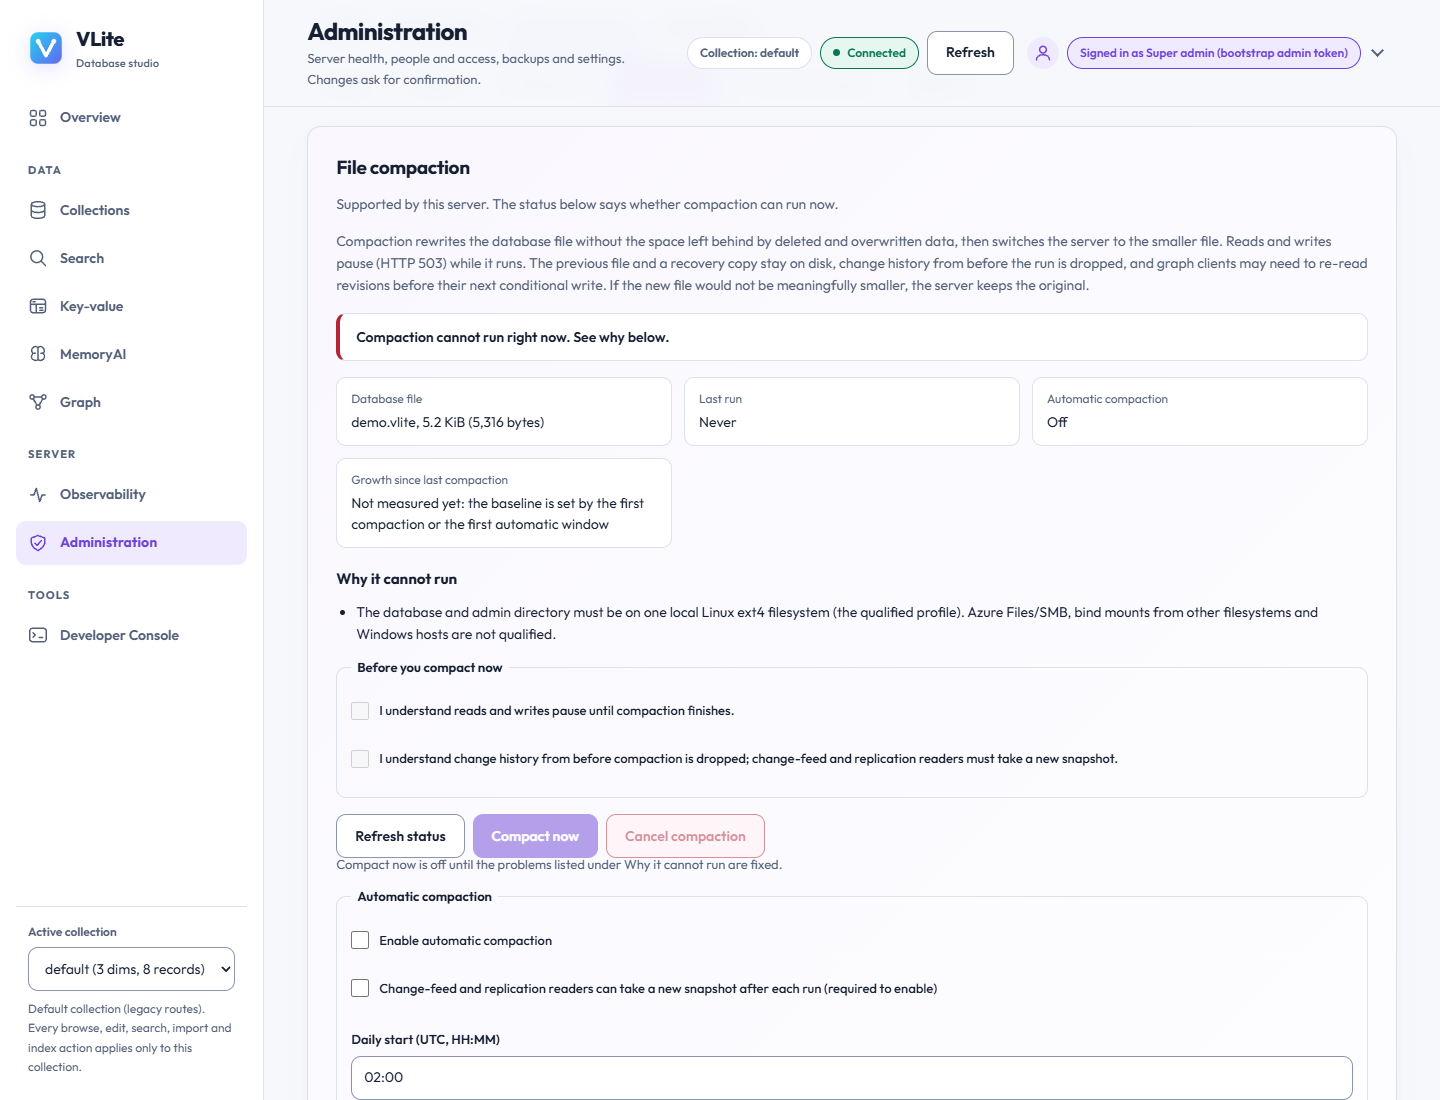 VLite
Database studio
Overview
DATA
Collections
Search
Key-value
MemoryAI
Graph
SERVER
Observability
Administration
TOOLS
Developer Console
Active collection
default (3 dims, 8 records)
Default collection (legacy routes).
Every browse, edit, search, import and
index action applies only to this
collection.
Administration
Server health, people and access, backups and settings.
Changes ask for confirmation.
Collection: default
Connected
Refresh
Signed in as Super admin (bootstrap admin token)
File compaction
Supported by this server. The status below says whether compaction can run now.
Compaction rewrites the database file without the space left behind by deleted and overwritten data, then switches the server to the smaller file. Reads and writes
pause (HTTP 503) while it runs. The previous file and a recovery copy stay on disk, change history from before the run is dropped, and graph clients may need to re-read
revisions before their next conditional write. If the new file would not be meaningfully smaller, the server keeps the original.
Compaction cannot run right now. See why below.
Database file
demo.vlite, 5.2 KiB (5,316 bytes)
Last run
Never
Automatic compaction
Off
Growth since last compaction
Not measured yet: the baseline is set by the first
compaction or the first automatic window
Why it cannot run
The database and admin directory must be on one local Linux ext4 filesystem (the qualified profile). Azure Files/SMB, bind mounts from other filesystems and
Windows hosts are not qualified.
Before you compact now
I understand reads and writes pause until compaction finishes.
I understand change history from before compaction is dropped; change-feed and replication readers must take a new snapshot.
Refresh status
Compact now
Cancel compaction
Compact now is off until the problems listed under Why it cannot run are fixed.
Automatic compaction
Enable automatic compaction
Change-feed and replication readers can take a new snapshot after each run (required to enable)
Daily start (UTC, HH:MM)
02:00